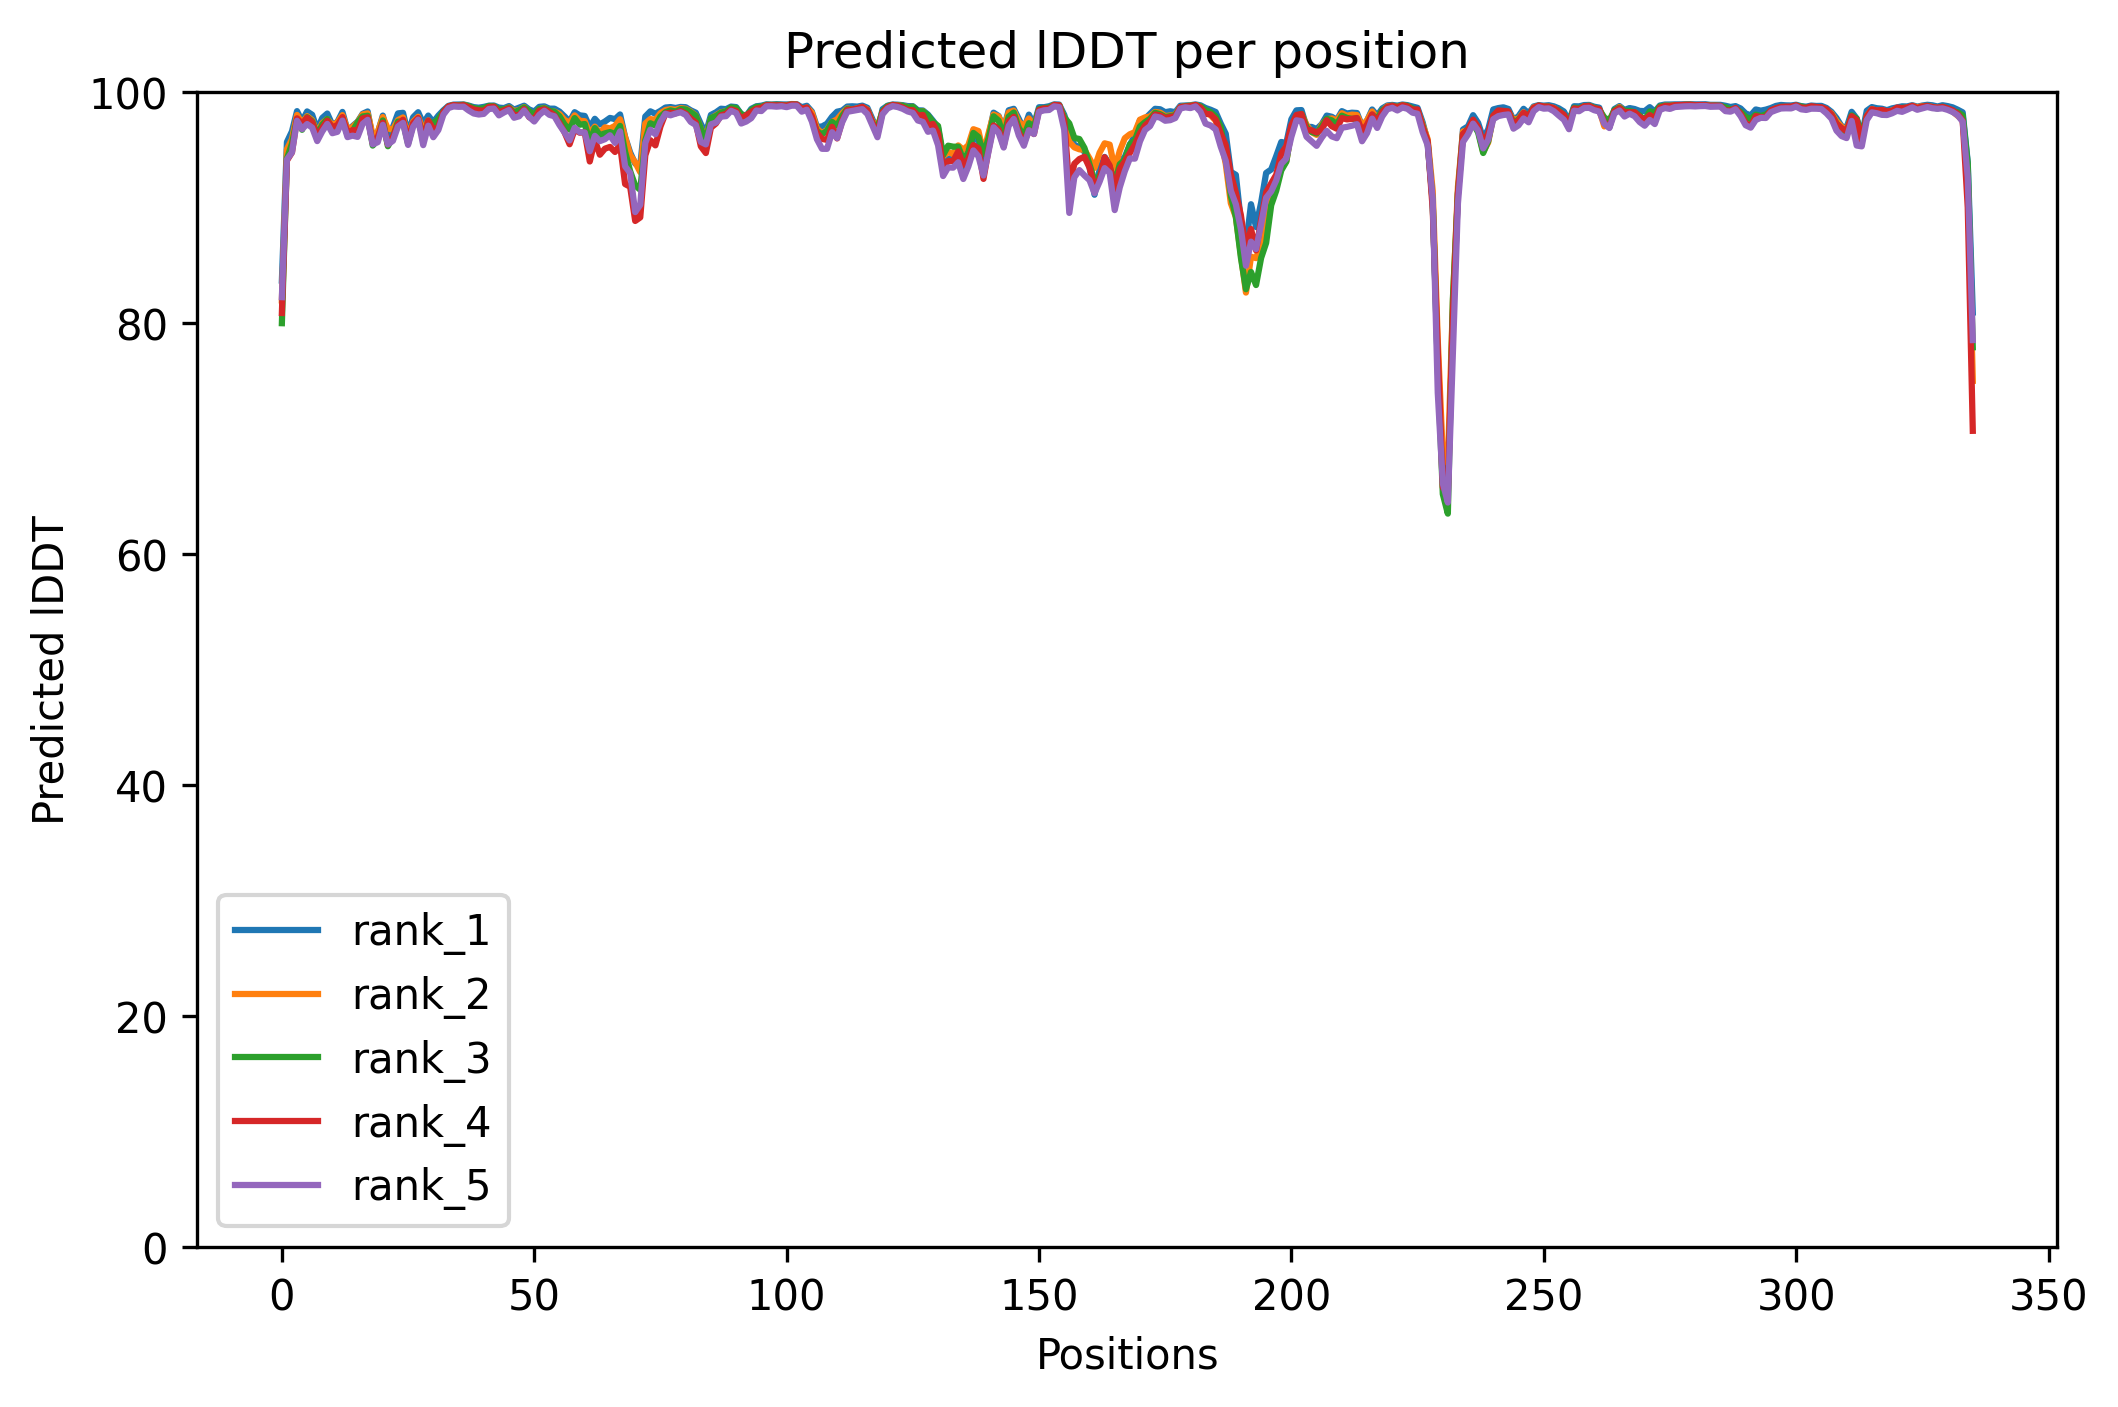 Predicted lDDT per position
100
80
60
40
20
0
Predicted lDDT
rank_1
rank_2
rank_3
rank_4
rank_5
0 50 100 150 200 250 300 350
Positions